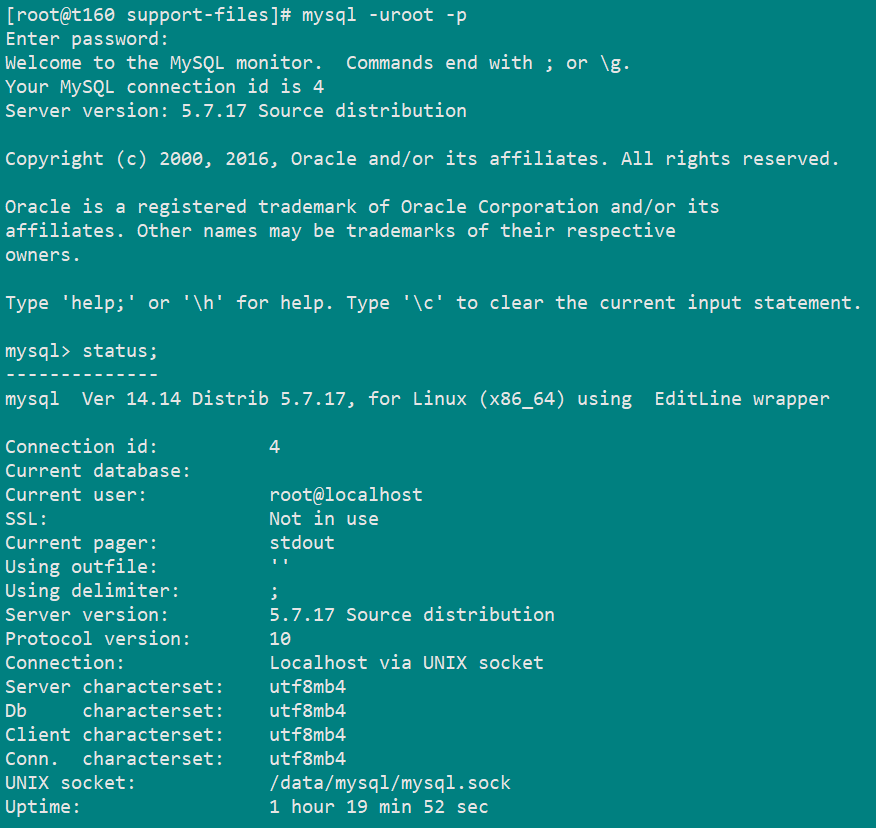 [root@t160 support-files]# mysql -uroot -p
Enter password:
Welcome to the MySQL monitor.  Commands end with ; or \g.
Your MySQL connection id is 4
Server version: 5.7.17 Source distribution
Copyright (c) 2000, 2016, Oracle and/or its affiliates. All rights reserved.
Oracle is a registered trademark of Oracle Corporation and/or its
affiliates. Other names may be trademarks of their respective
owners.
Type 'help;' or '\h' for help. Type '\c' to clear the current input statement.
mysql> status;
--------------
mysql  Ver 14.14 Distrib 5.7.17, for Linux (x86_64) using  EditLine wrapper
Connection id:          4
Current database:
Current user:           root@localhost
SSL:                    Not in use
Current pager:          stdout
Using outfile:          ''
Using delimiter:        ;
Server version:         5.7.17 Source distribution
Protocol version:       10
Connection:             Localhost via UNIX socket
Server characterset:    utf8mb4
Db     characterset:    utf8mb4
Client characterset:    utf8mb4
Conn.  characterset:    utf8mb4
UNIX socket:            /data/mysql/mysql.sock
Uptime:                 1 hour 19 min 52 sec